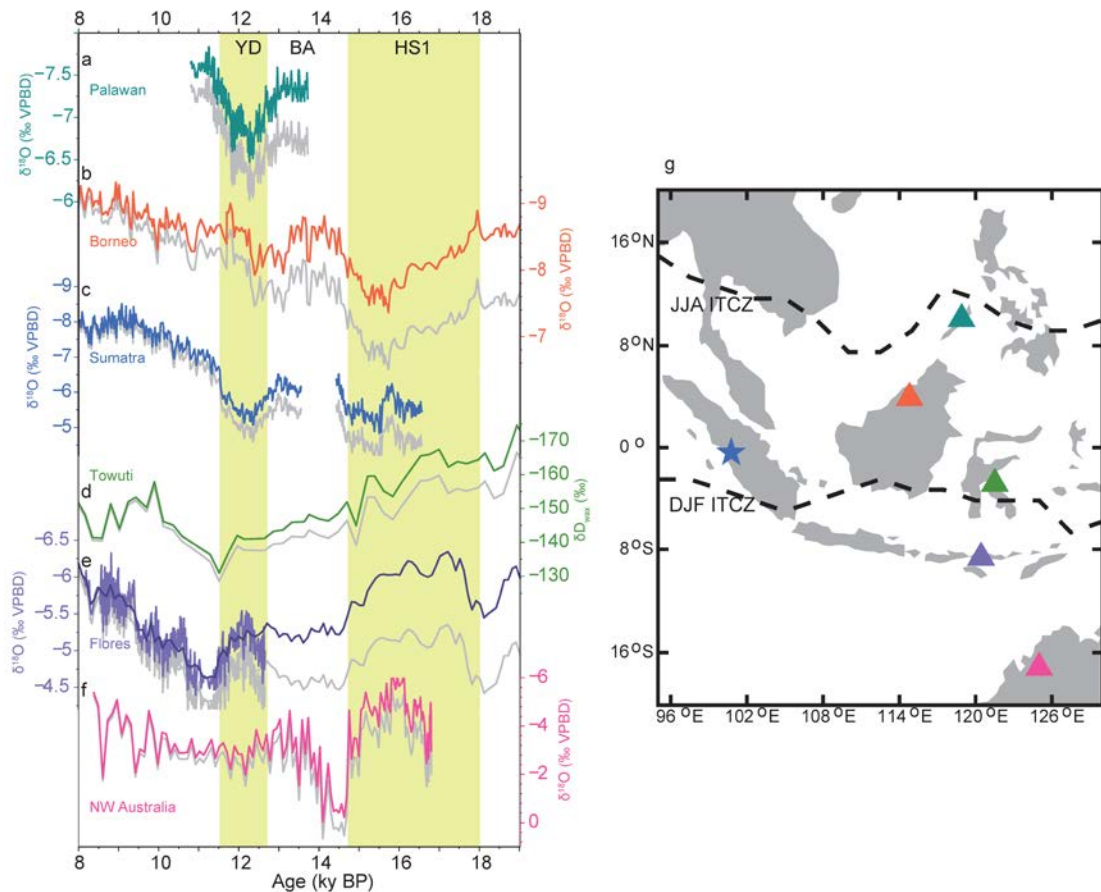 8 10 12 14 16 18
YD BA HS1
a
Palawan
δ¹⁸O (‰ VPBD)
−7.5
−7
−6.5
−6
b
Borneo
−9
−8
−7
δ¹⁸O (‰ VPBD)
c
Sumatra
−9
−8
−7
−6
−5
δ¹⁸O (‰ VPBD)
d
Towuti
−170
−160
−150
−140
−130
δDwax (‰)
e
Flores
−6.5
−6
−5.5
−5
−4.5
δ¹⁸O (‰ VPBD)
f
NW Australia
−6
−4
−2
0
δ¹⁸O (‰ VPBD)
8 10 12 14 16 18
Age (ky BP)
g
16°N
JJA ITCZ
8°N
0°
DJF ITCZ
8°S
16°S
96°E 102°E 108°E 114°E 120°E 126°E